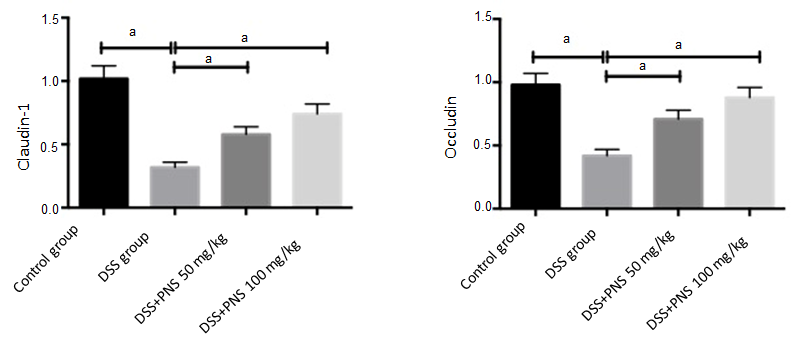 1.5
a
a
a
1.0
Claudin-1
0.5
0.0
Control group
DSS group
DSS+PNS 50 mg/kg
DSS+PNS 100 mg/kg
1.5
a
a
a
1.0
Occludin
0.5
0.0
Control group
DSS group
DSS+PNS 50 mg/kg
DSS+PNS 100 mg/kg